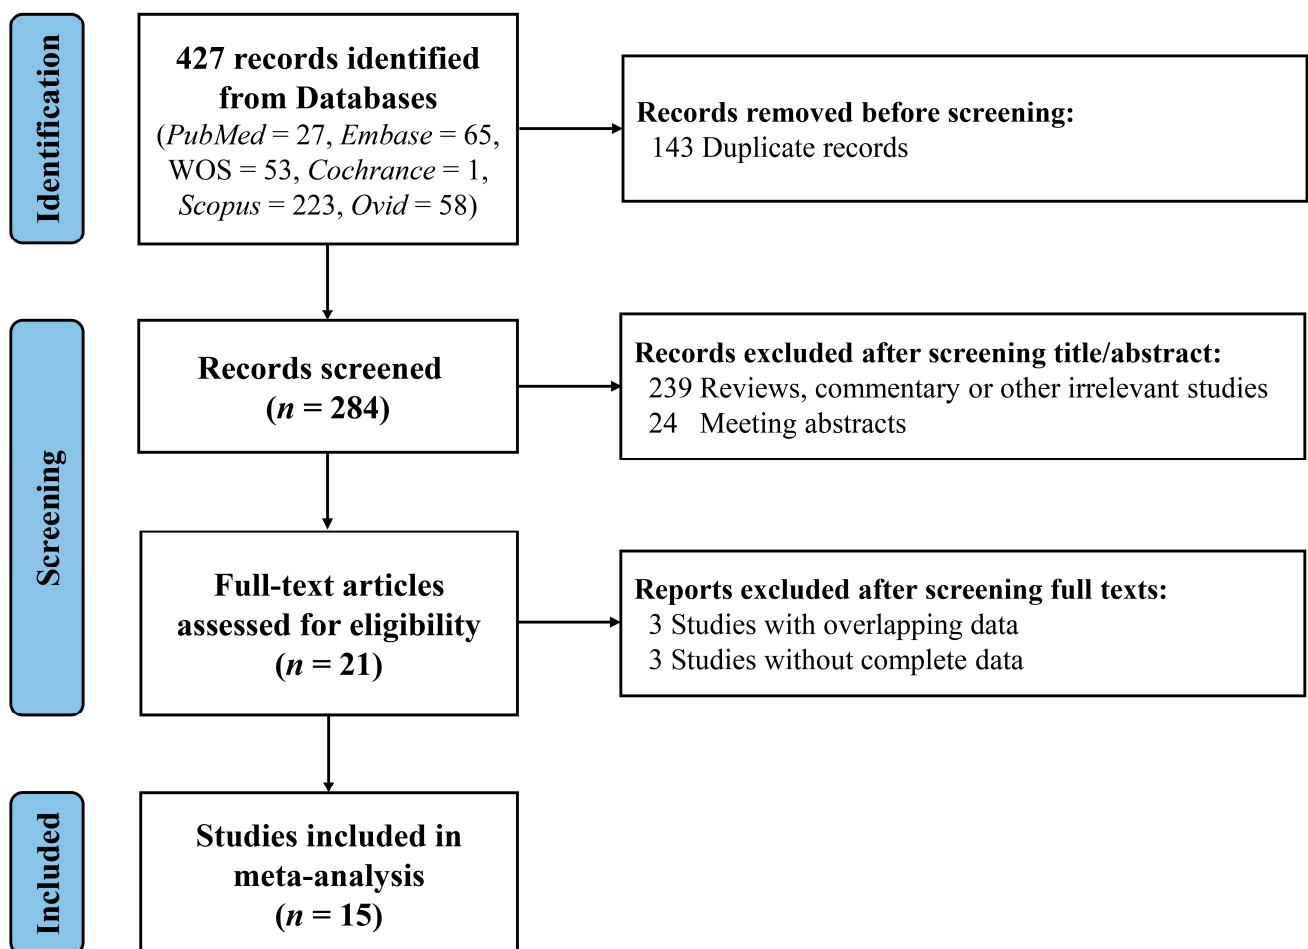 Identification
427 records identified
from Databases
(PubMed = 27, Embase = 65,
WOS = 53, Cochrance = 1,
Scopus = 223, Ovid = 58)
Records removed before screening:
143 Duplicate records
Screening
Records screened
(n = 284)
Records excluded after screening title/abstract:
239 Reviews, commentary or other irrelevant studies
24 Meeting abstracts
Full-text articles
assessed for eligibility
(n = 21)
Reports excluded after screening full texts:
3 Studies with overlapping data
3 Studies without complete data
Included
Studies included in
meta-analysis
(n = 15)